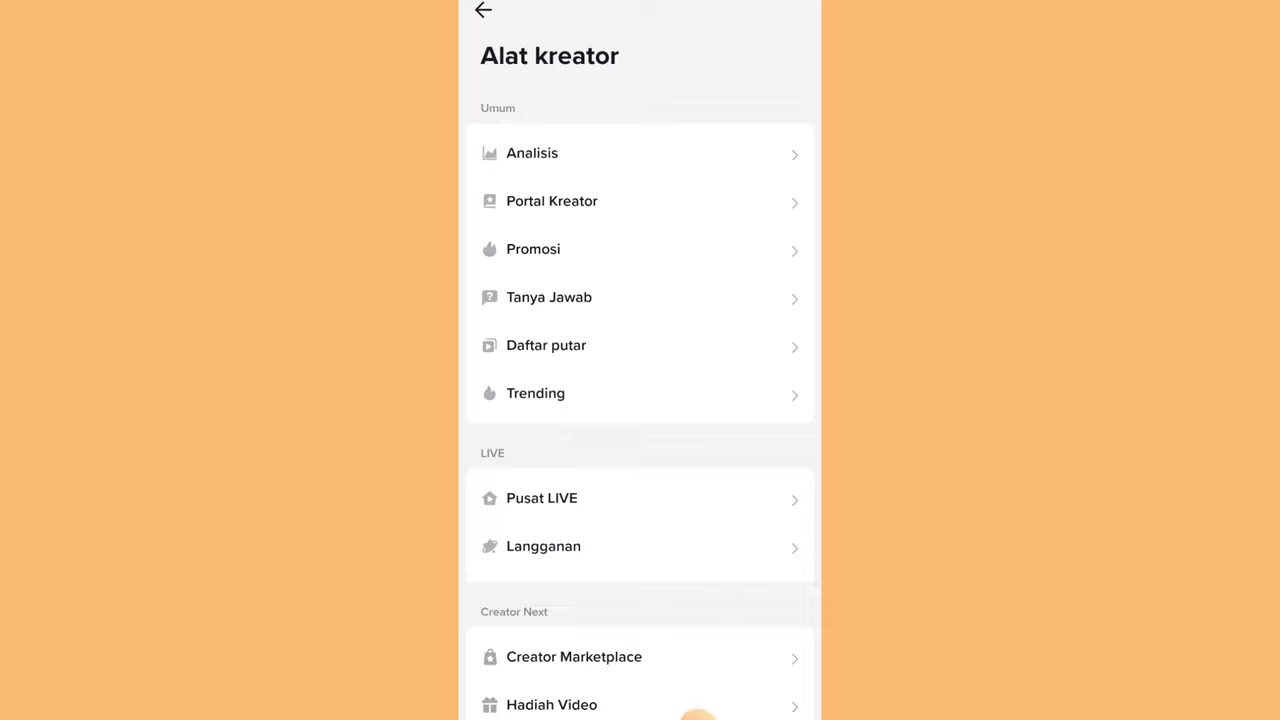 Alat kreator
Umum
Analisis
Portal Kreator
Promosi
Tanya Jawab
Daftar putar
Trending
LIVE
Pusat LIVE
Langganan
Creator Next
Creator Marketplace
Hadiah Video